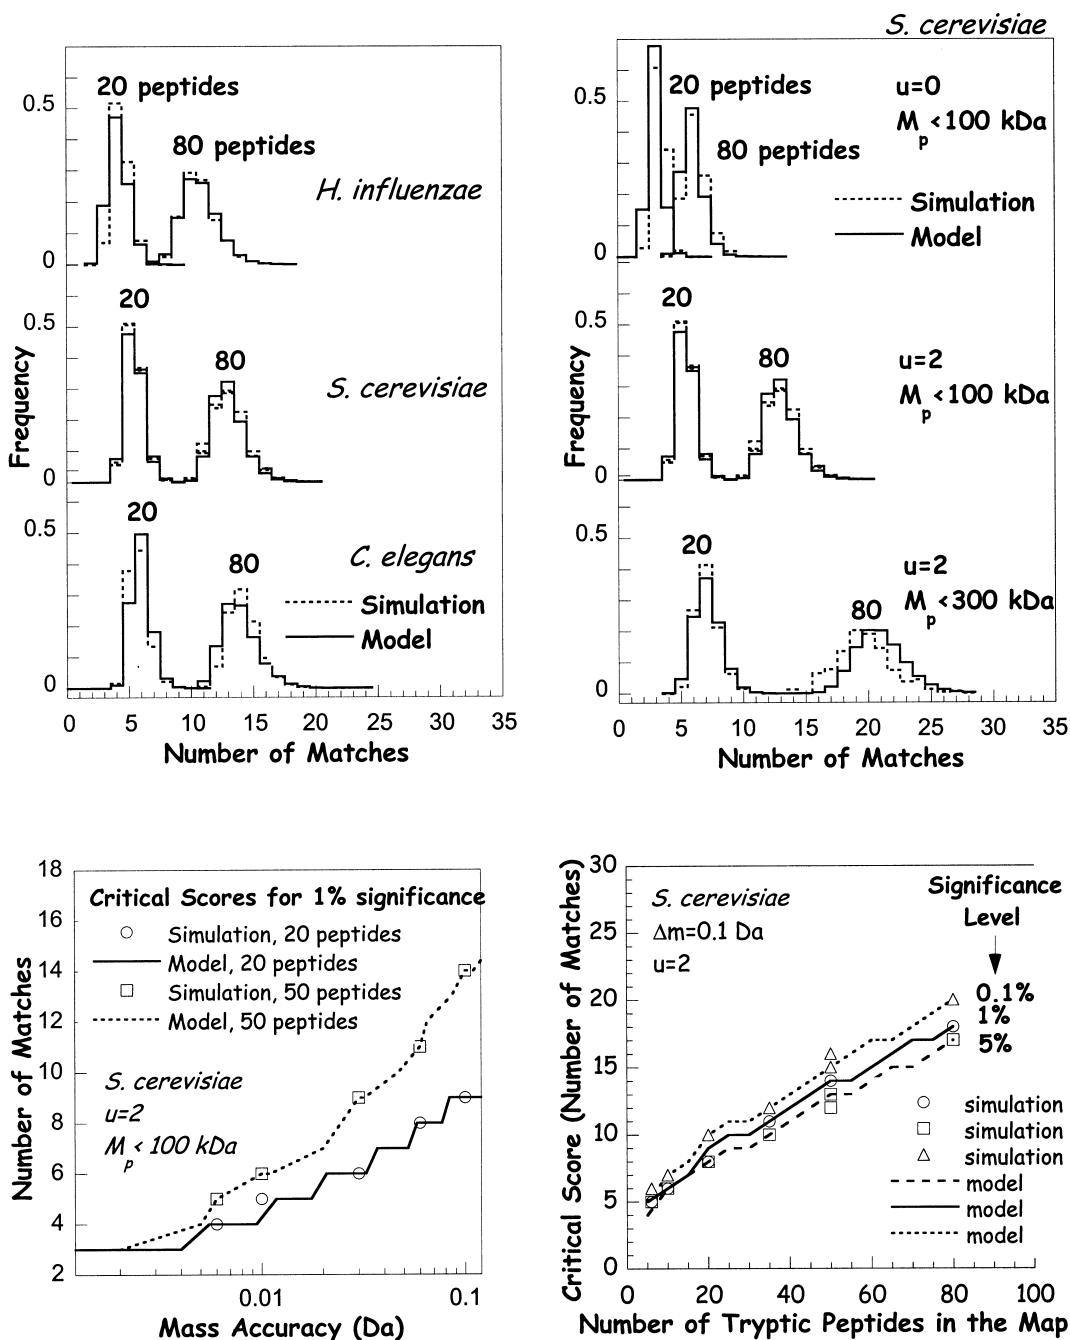 20 peptides
0.5
80 peptides
H. influenzae
0
20
0.5
80
S. cerevisiae
0
20
0.5
80
C. elegans
Simulation
Model
0
0 5 10 15 20 25 30 35
Number of Matches
Frequency
S. cerevisiae
u=0
20 peptides
Mp<100 kDa
0.5
80 peptides
Simulation
Model
0
20
0.5
80
u=2
Mp<100 kDa
0
0.5
20
u=2
80
Mp<300 kDa
0
0 5 10 15 20 25 30 35
Number of Matches
Frequency
18
16
14
12
10
8
6
4
2
Critical Scores for 1% significance
Simulation, 20 peptides
Model, 20 peptides
Simulation, 50 peptides
Model, 50 peptides
S. cerevisiae
u=2
Mp < 100 kDa
0.01 0.1
Mass Accuracy (Da)
Number of Matches
30
25
20
15
10
5
0
S. cerevisiae
Δm=0.1 Da
u=2
Significance
Level
0.1%
1%
5%
simulation
simulation
simulation
model
model
model
0 20 40 60 80 100
Number of Tryptic Peptides in the Map
Critical Score (Number of Matches)